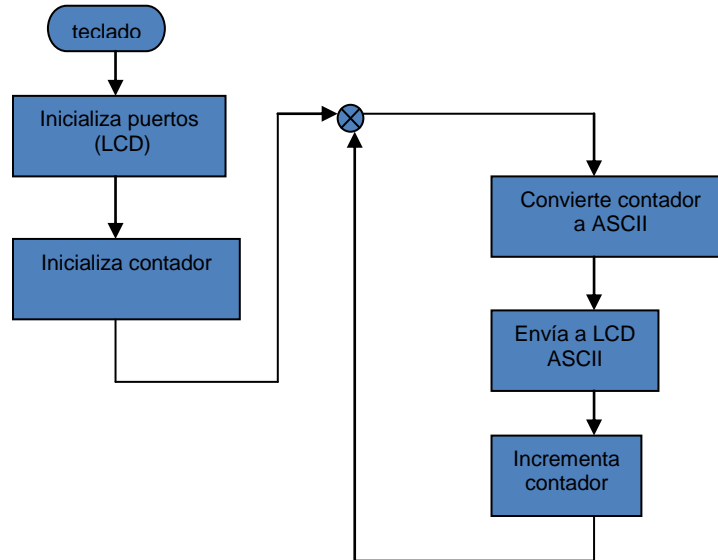 teclado
Inicializa puertos
(LCD)
Inicializa contador
Convierte contador
a ASCII
Envía a LCD
ASCII
Incrementa
contador